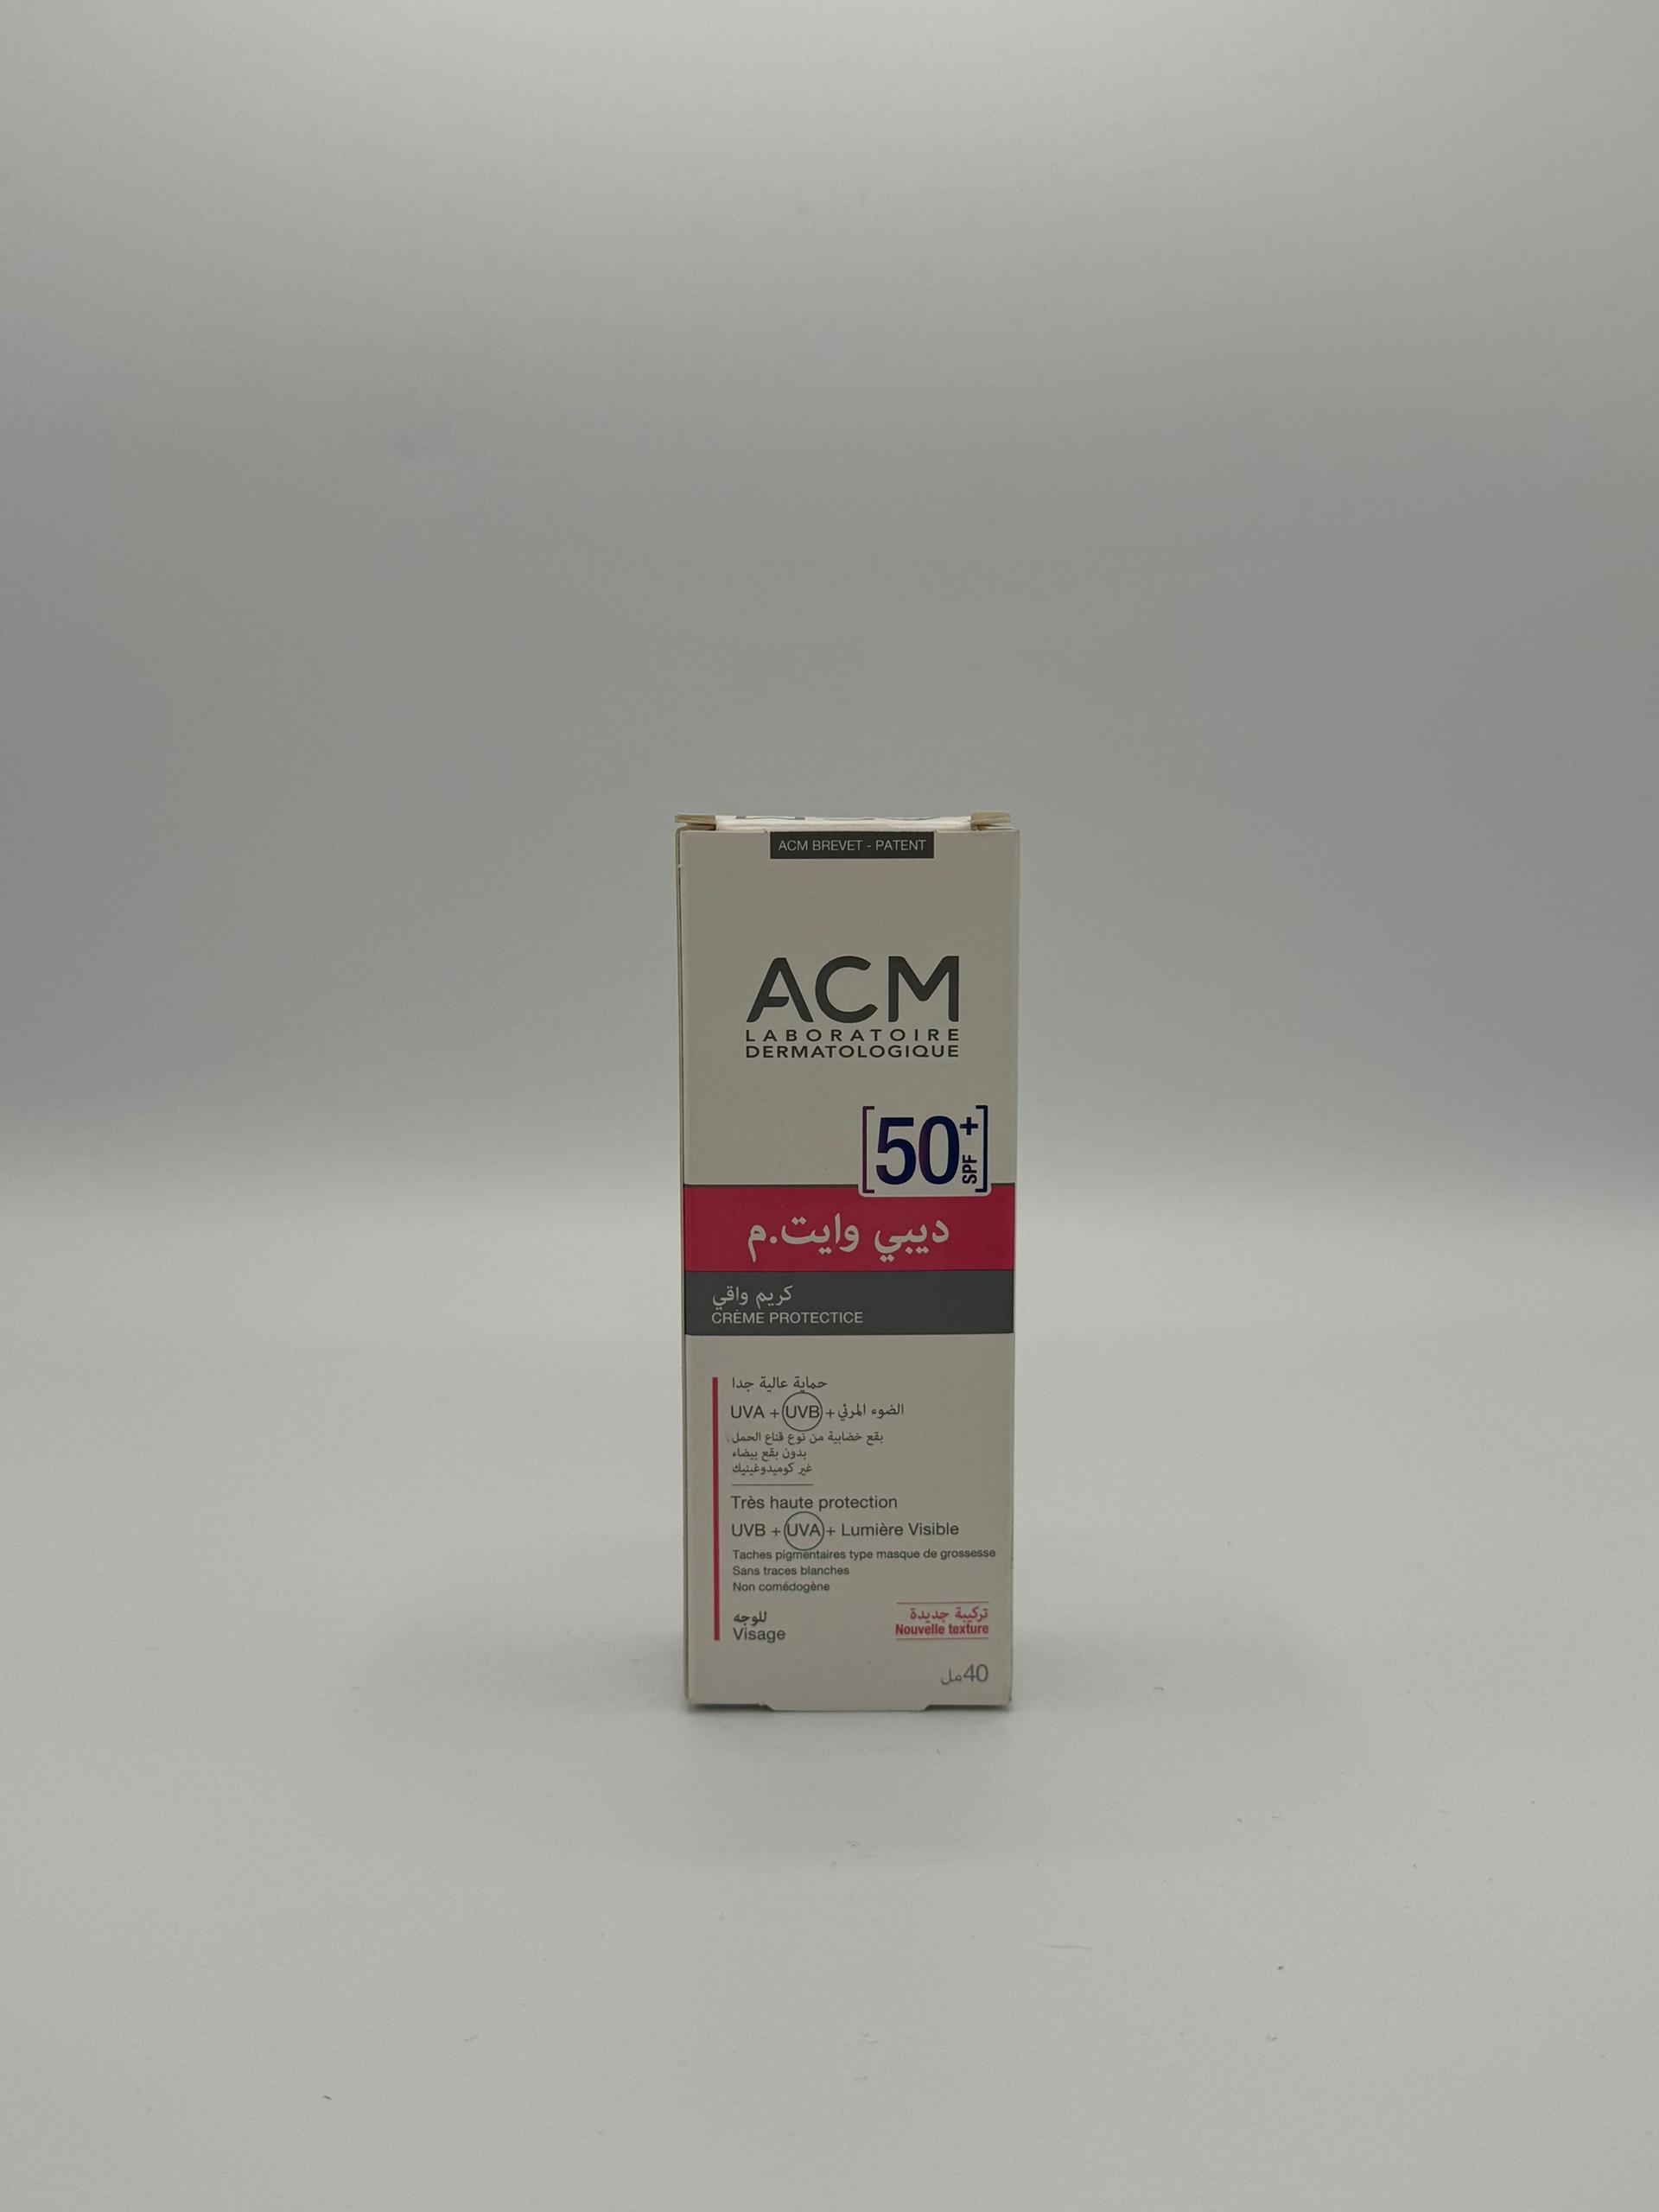 ACM BREVET - PATENT
ACM
LABORATOIRE
DERMATOLOGIQUE
50+ SPF
ديبي وايت.م
كريم واقي
CRÈME PROTECTICE
حماية عالية جدا
UVA + UVB + الضوء المرئي
بقع خضابية من نوع قناع الحمل
بدون بقع بيضاء
غير كوميدوغينيك
Très haute protection
UVB + UVA + Lumière Visible
Taches pigmentaires type masque de grossesse
Sans traces blanches
Non comédogène
للوجه
Visage
تركيبة جديدة
Nouvelle texture
40مل